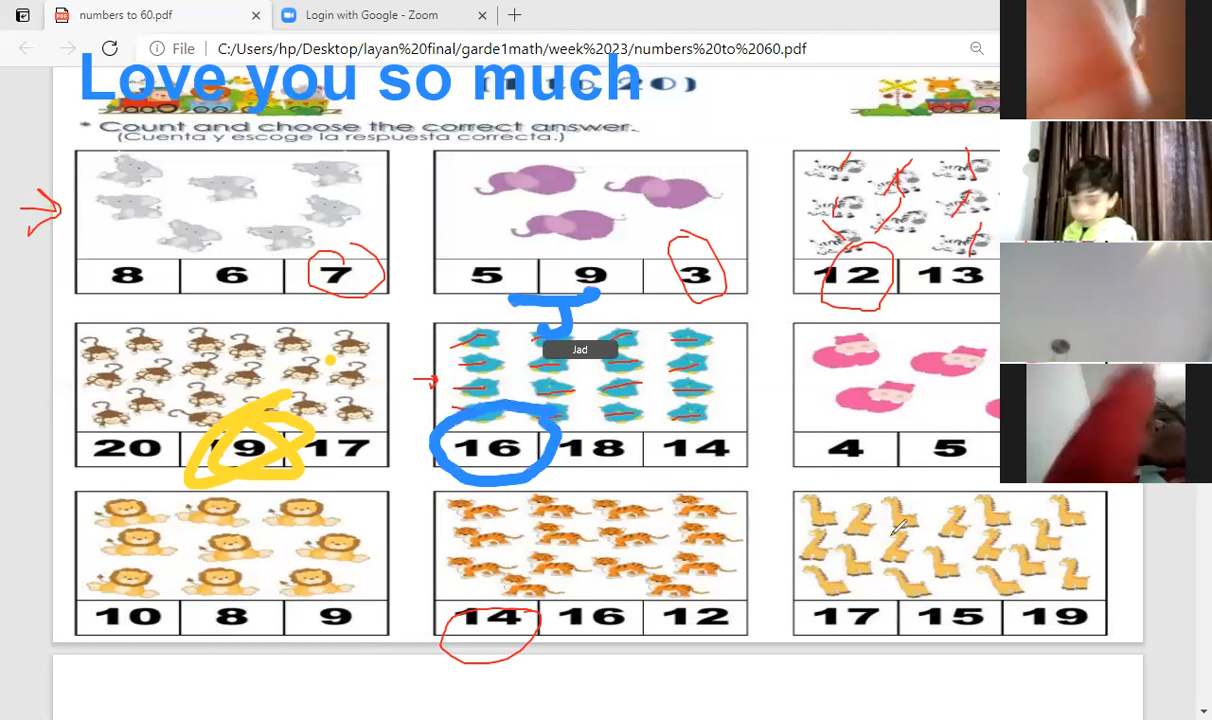 numbers to 60.pdf
Login with Google - Zoom
File
C:/Users/hp/Desktop/layan%20final/garde1math/week%2023/numbers%20to%2060.pdf
Love you so much
20)
* Count and choose the correct answer.
(Cuenta y escoge la respuesta correcta.)
8 6 7
5 9 3
12 13
J
Jad
20 19 17
16 18 14
4 5
10 8 9
14 16 12
17 15 19